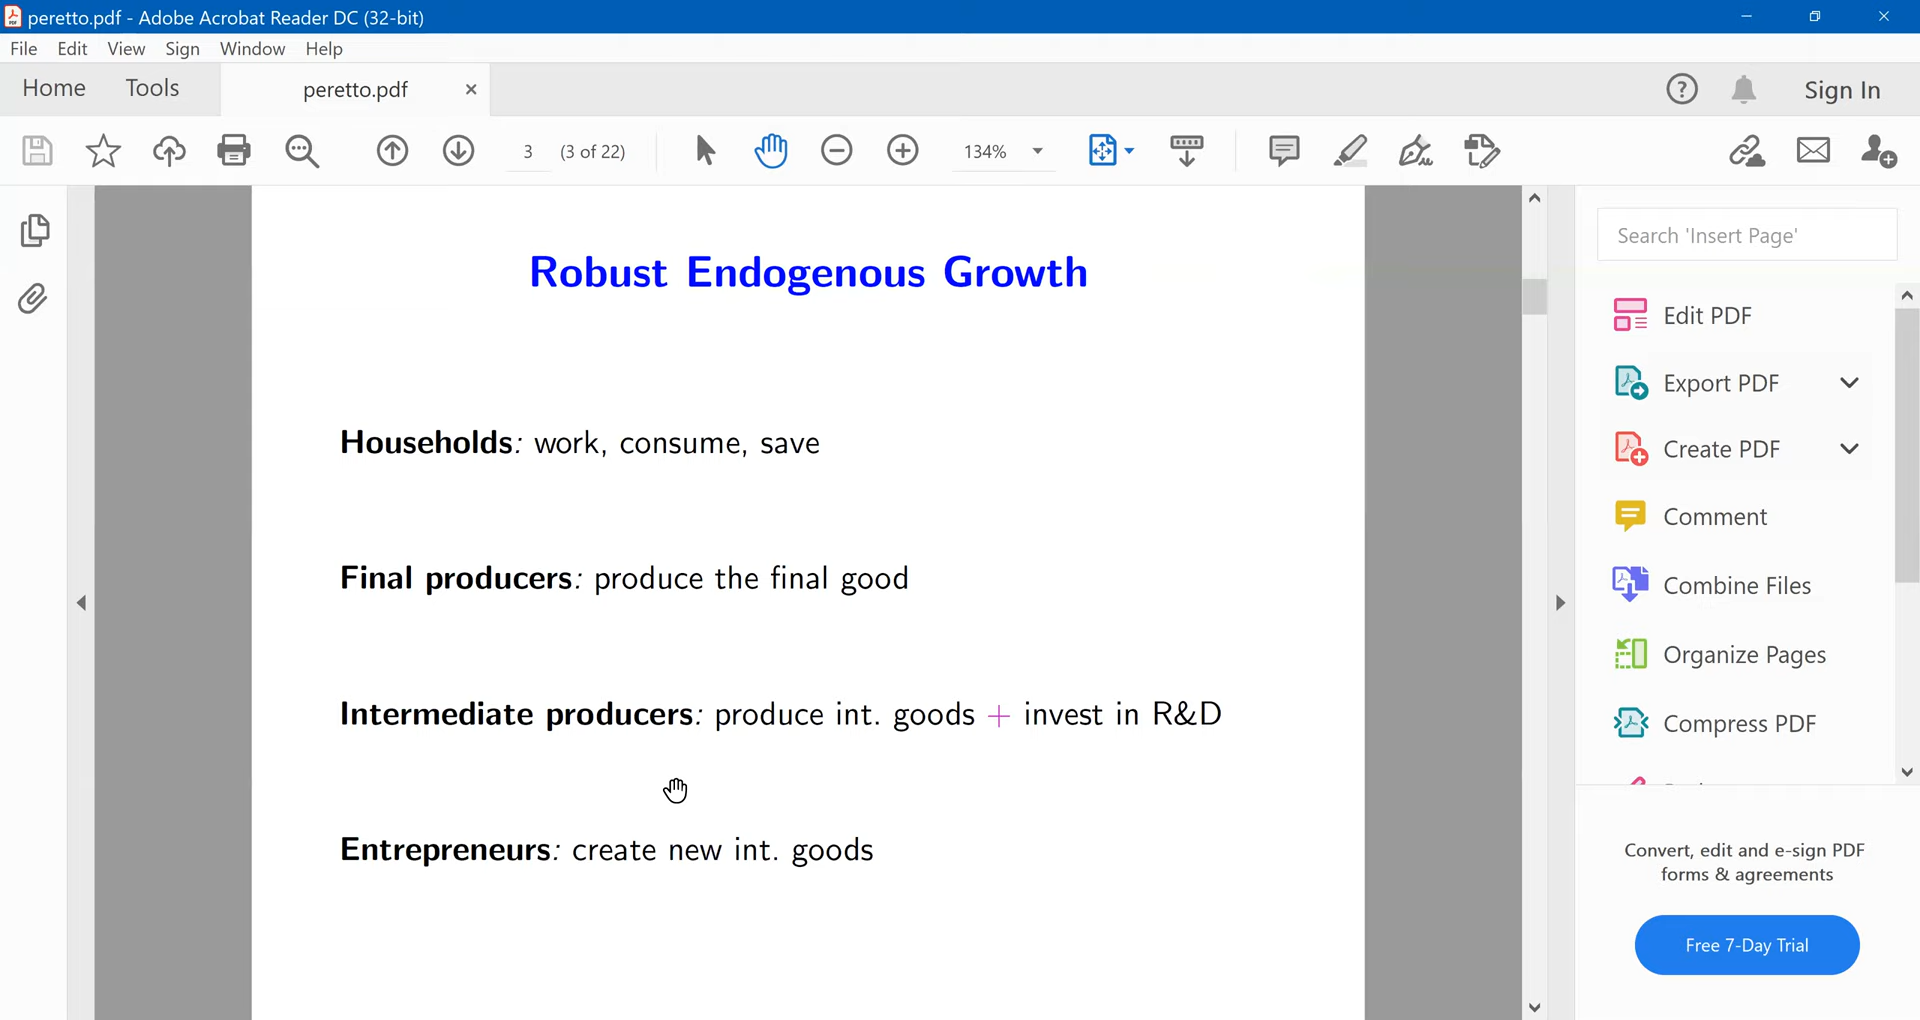 peretto.pdf - Adobe Acrobat Reader DC (32-bit)
File Edit View Sign Window Help
Home Tools peretto.pdf Sign In
3 (3 of 22) 134%
Robust Endogenous Growth
Households: work, consume, save
Final producers: produce the final good
Intermediate producers: produce int. goods + invest in R&D
Entrepreneurs: create new int. goods
Search 'Insert Page'
Edit PDF
Export PDF
Create PDF
Comment
Combine Files
Organize Pages
Compress PDF
Convert, edit and e-sign PDF
forms & agreements
Free 7-Day Trial